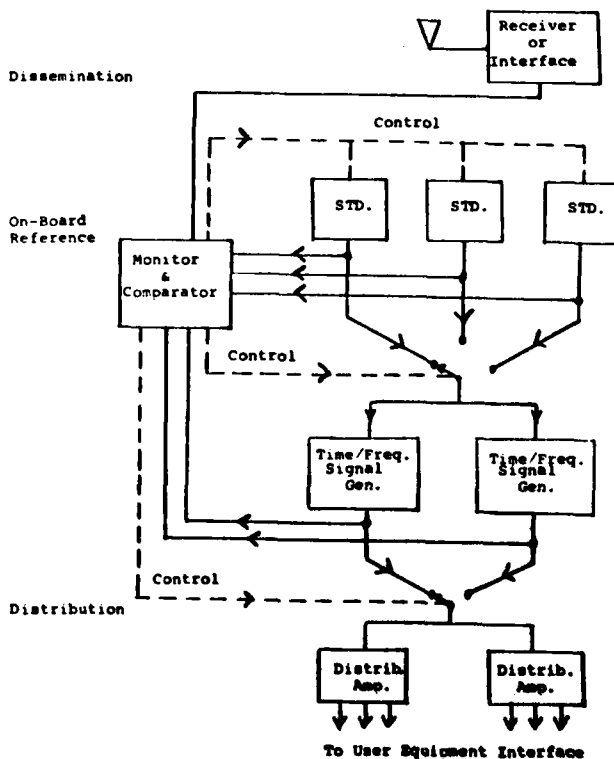 Receiver
or
Interface
Dissemination
Control
STD.
STD.
STD.
On-Board
Reference
Monitor
&
Comparator
Control
Time/Freq.
Signal
Gen.
Time/Freq.
Signal
Gen.
Control
Distribution
Distrib.
Amp.
Distrib.
Amp.
To User Equipment Interface